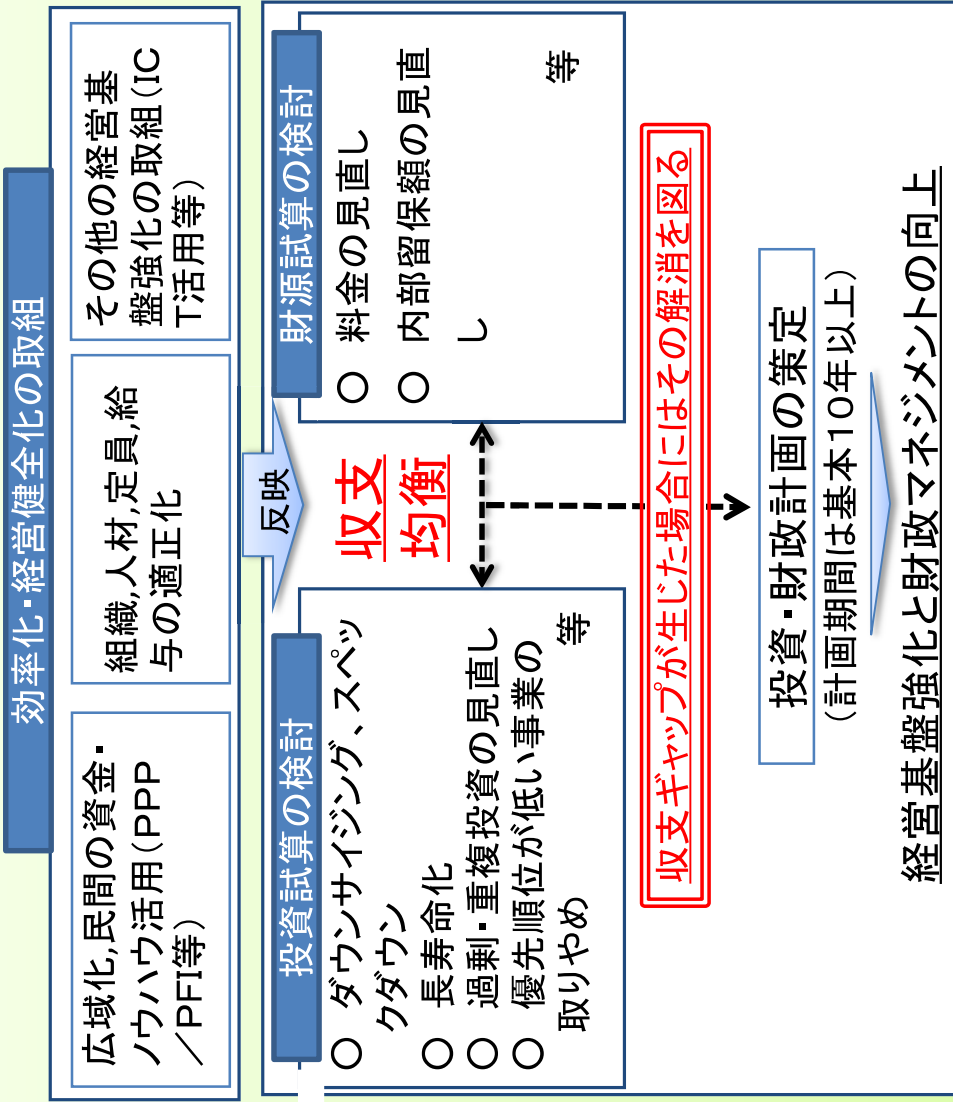 効率化・経営健全化の取組
広域化,民間の資金・
ノウハウ活用(PPP
／PFI等)
組織,人材,定員,給
与の適正化
その他の経営基
盤強化の取組(IC
T活用等)
反映
投資試算の検討
○ ダウンサイジング、スペッ
クダウン
○ 長寿命化
○ 過剰・重複投資の見直し
○ 優先順位が低い事業の
取りやめ 等
収支
均衡
財源試算の検討
○ 料金の見直し
○ 内部留保額の見直
し
等
収支ギャップが生じた場合にはその解消を図る
投資・財政計画の策定
(計画期間は基本10年以上)
経営基盤強化と財政マネジメントの向上